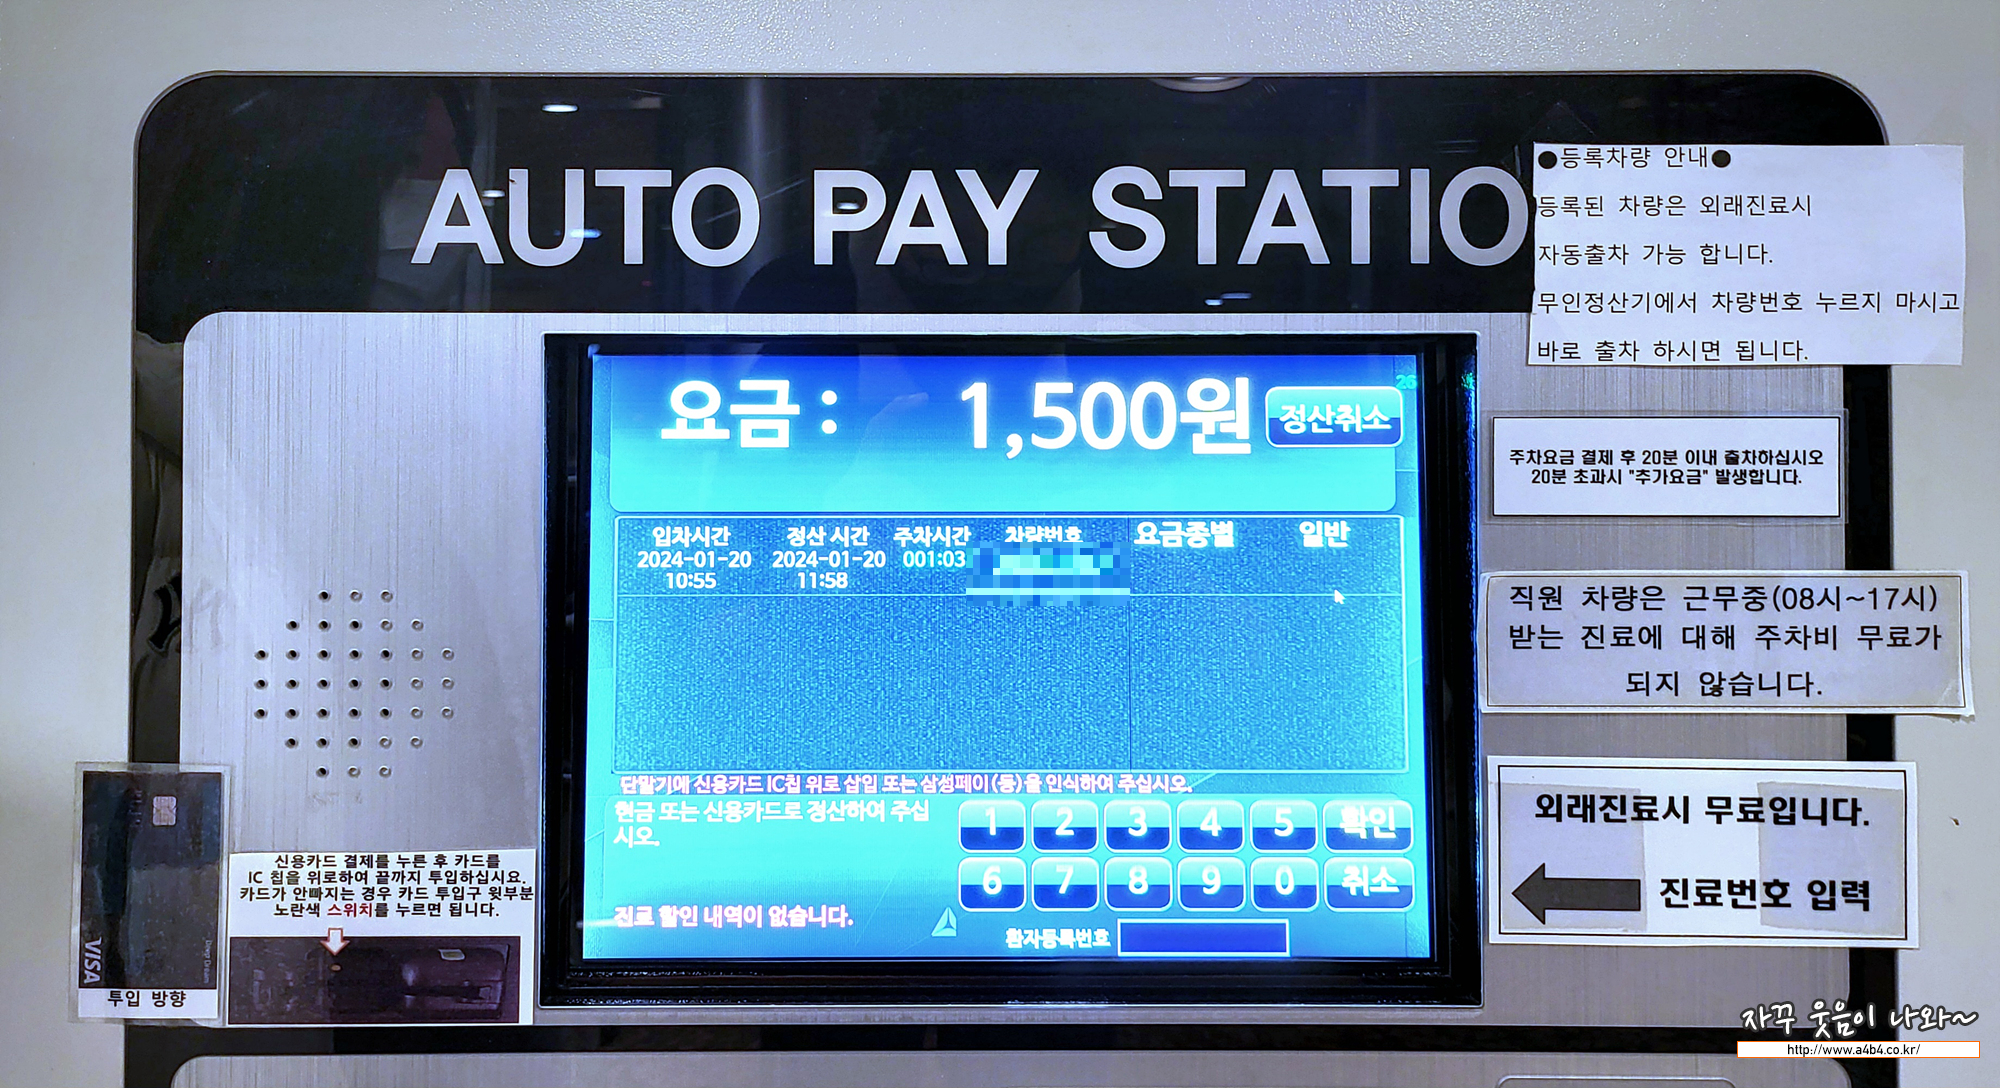 AUTO PAY STATIO
●등록차량 안내●
등록된 차량은 외래진료시
자동출차 가능 합니다.
무인정산기에서 차량번호 누르지 마시고
바로 출차 하시면 됩니다.
26
요금 : 1,500원 정산취소
주차요금 결제 후 20분 이내 출차하십시오
20분 초과시 "추가요금" 발생합니다.
입차시간 정산 시간 주차시간 차량번호 요금종별 일반
2024-01-20 2024-01-20 001:03
10:55 11:58
직원 차량은 근무중(08시~17시)
받는 진료에 대해 주차비 무료가
되지 않습니다.
단말기에 신용카드 IC칩 위로 삽입 또는 삼성페이(등)을 인식하여 주십시오.
현금 또는 신용카드로 정산하여 주십
시오.
1 2 3 4 5 확인
6 7 8 9 0 취소
진료 할인 내역이 없습니다.
환자등록번호
외래진료시 무료입니다.
진료번호 입력
신용카드 결제를 누른 후 카드를
IC 칩을 위로하여 끝까지 투입하십시요.
카드가 안빠지는 경우 카드 투입구 윗부분
노란색 스위치를 누르면 됩니다.
VISA
투입 방향
자꾸 웃음이 나와~
http://www.a4b4.co.kr/